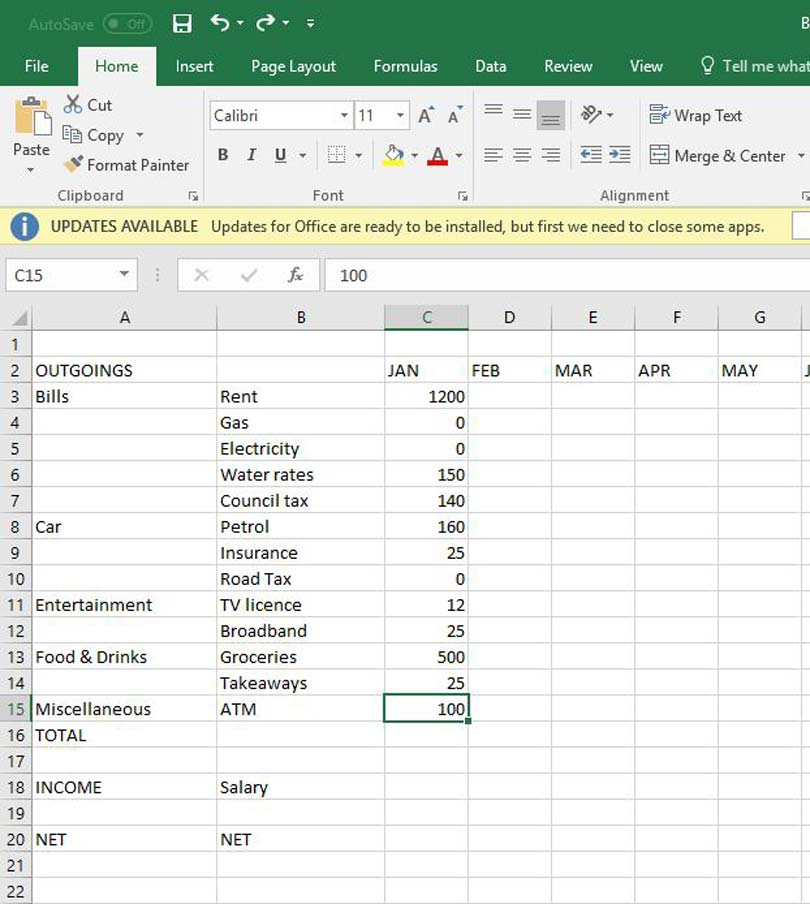 AutoSave Off B
File Home Insert Page Layout Formulas Data Review View Tell me what
Paste
Cut
Copy
Format Painter
Clipboard
Calibri 11 A A
B I U A
Font
Wrap Text
Merge & Center
Alignment
i UPDATES AVAILABLE Updates for Office are ready to be installed, but first we need to close some apps.
C15 fx 100
A B C D E F G
1
2 OUTGOINGS JAN FEB MAR APR MAY
3 Bills Rent 1200
4 Gas 0
5 Electricity 0
6 Water rates 150
7 Council tax 140
8 Car Petrol 160
9 Insurance 25
10 Road Tax 0
11 Entertainment TV licence 12
12 Broadband 25
13 Food & Drinks Groceries 500
14 Takeaways 25
15 Miscellaneous ATM 100
16 TOTAL
17
18 INCOME Salary
19
20 NET NET
21
22